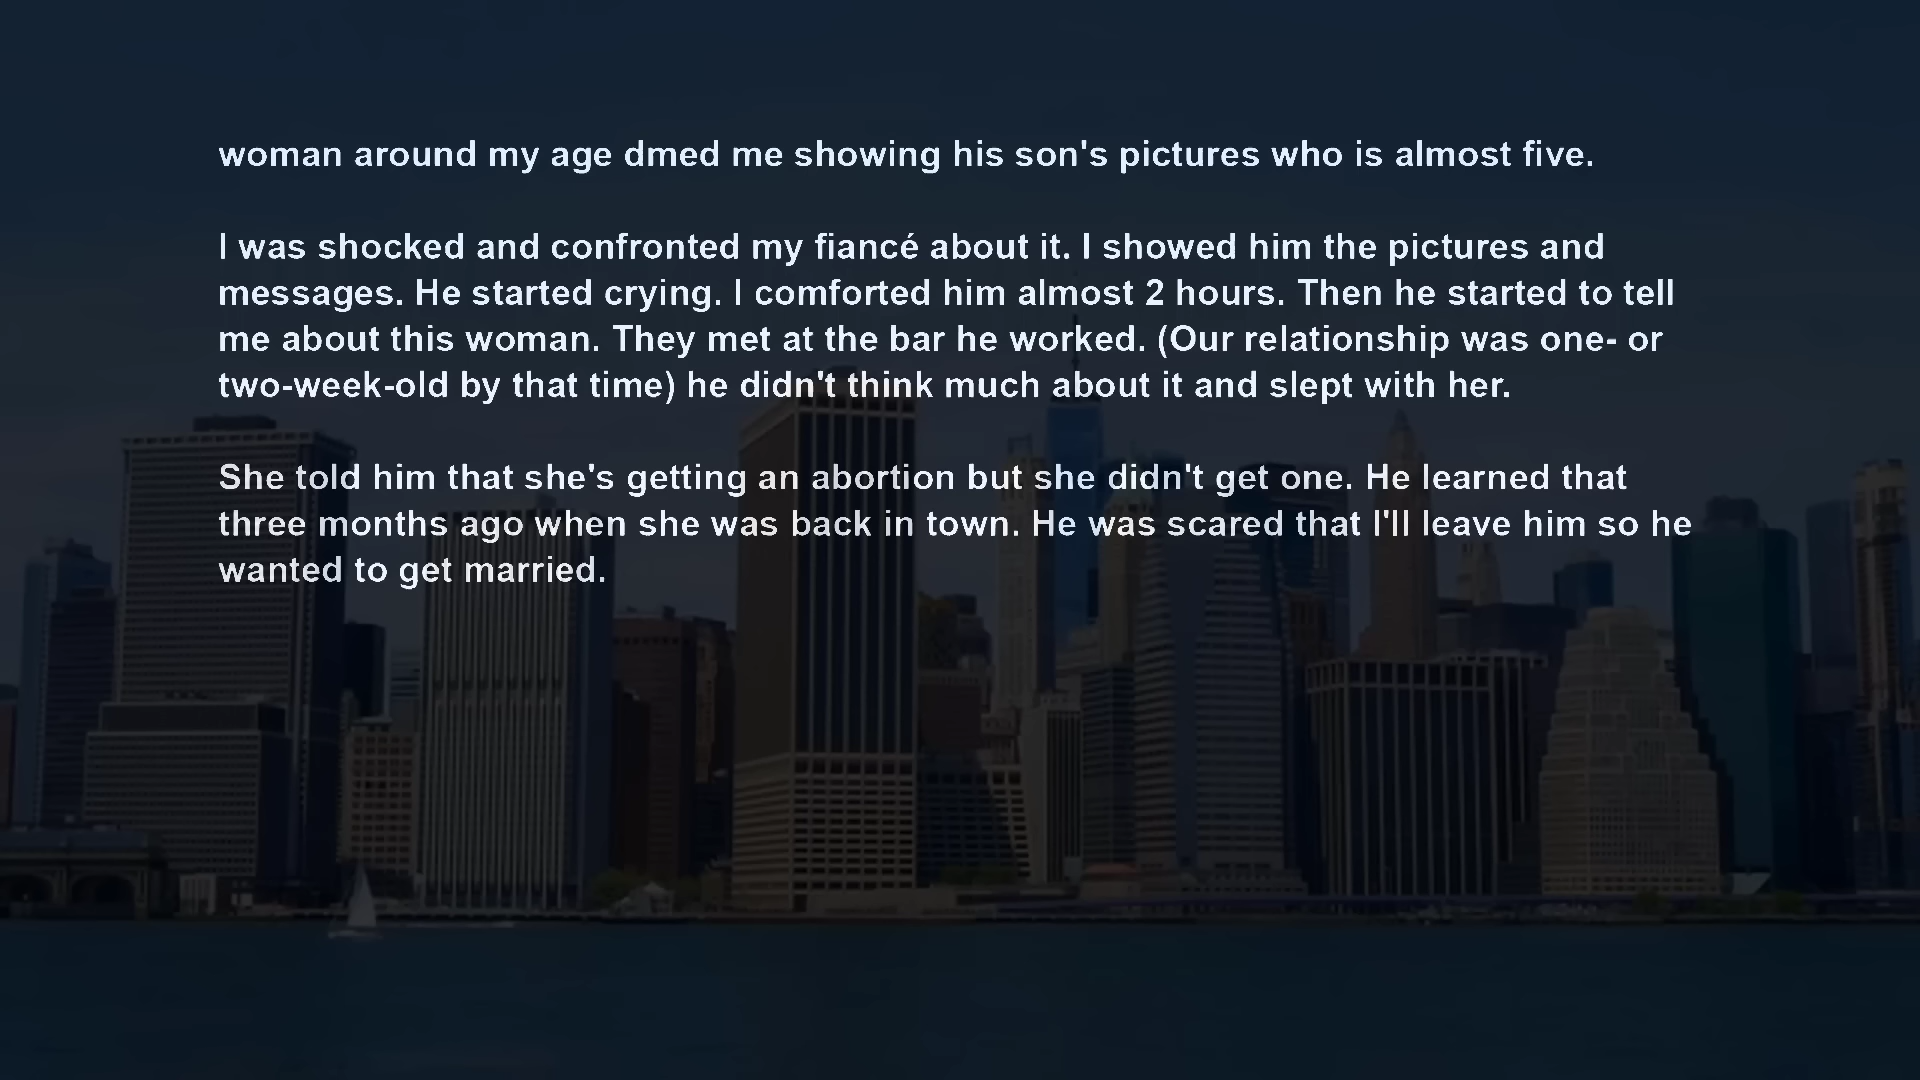 woman around my age dmed me showing his son's pictures who is almost five.
I was shocked and confronted my fiancé about it. I showed him the pictures and
messages. He started crying. I comforted him almost 2 hours. Then he started to tell
me about this woman. They met at the bar he worked. (Our relationship was one- or
two-week-old by that time) he didn't think much about it and slept with her.
She told him that she's getting an abortion but she didn't get one. He learned that
three months ago when she was back in town. He was scared that I'll leave him so he
wanted to get married.